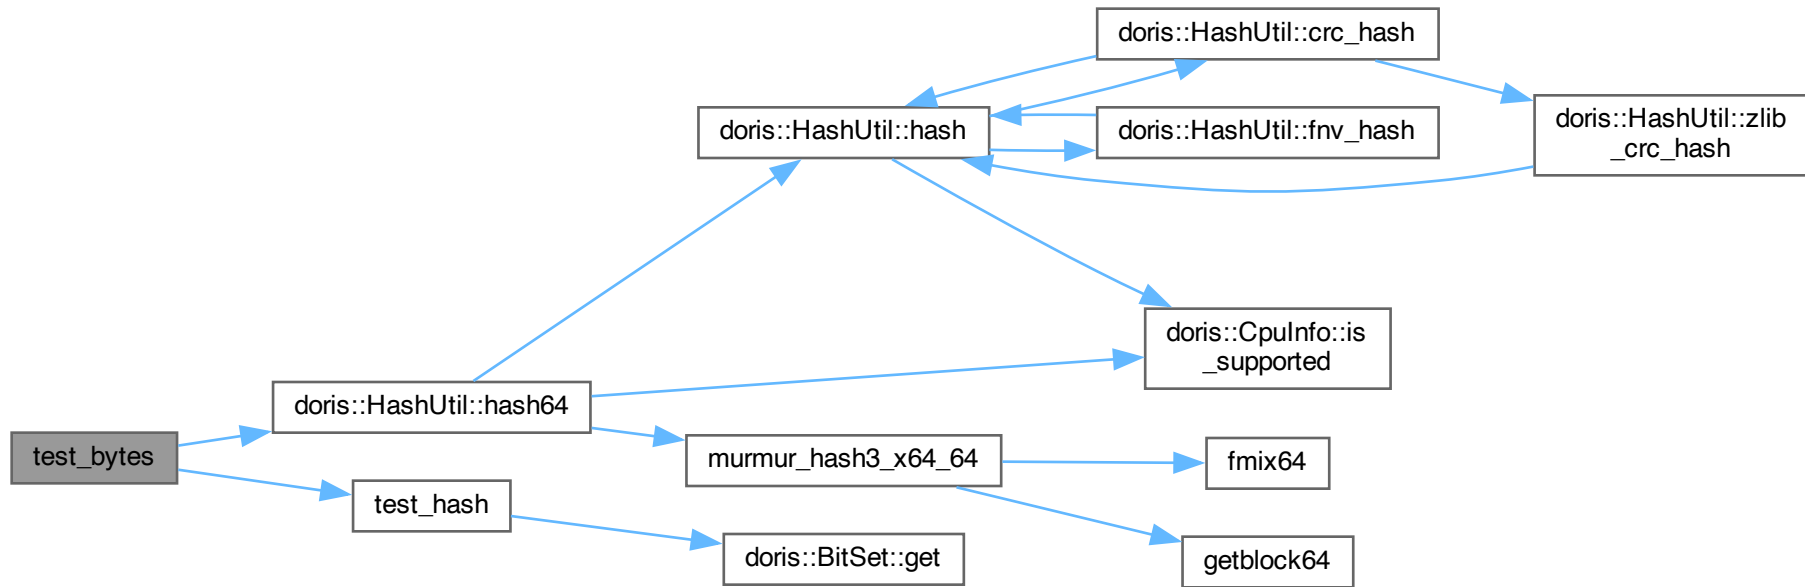 doris::HashUtil::crc_hash
doris::HashUtil::hash
doris::HashUtil::fnv_hash
doris::HashUtil::zlib
_crc_hash
doris::CpuInfo::is
_supported
doris::HashUtil::hash64
test_bytes
murmur_hash3_x64_64
fmix64
test_hash
doris::BitSet::get
getblock64